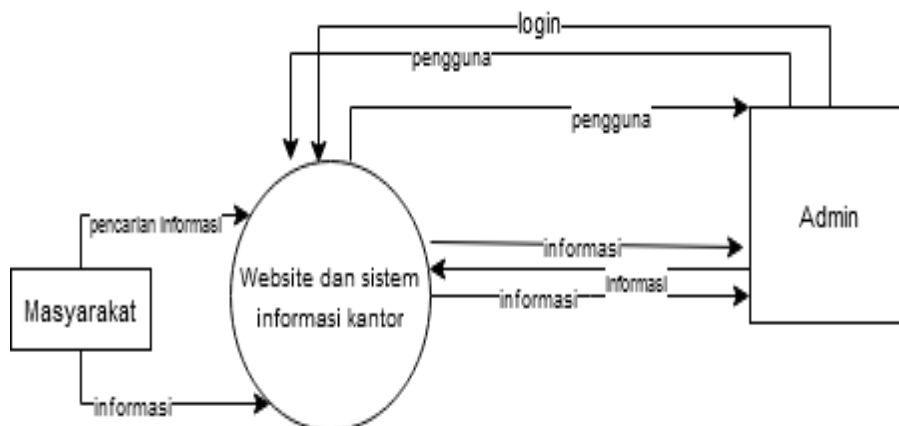 login
pengguna
pengguna
pencarian informasi
Admin
informasi
Website dan sistem
informasi kantor
informasi
Masyarakat
informasi
informasi